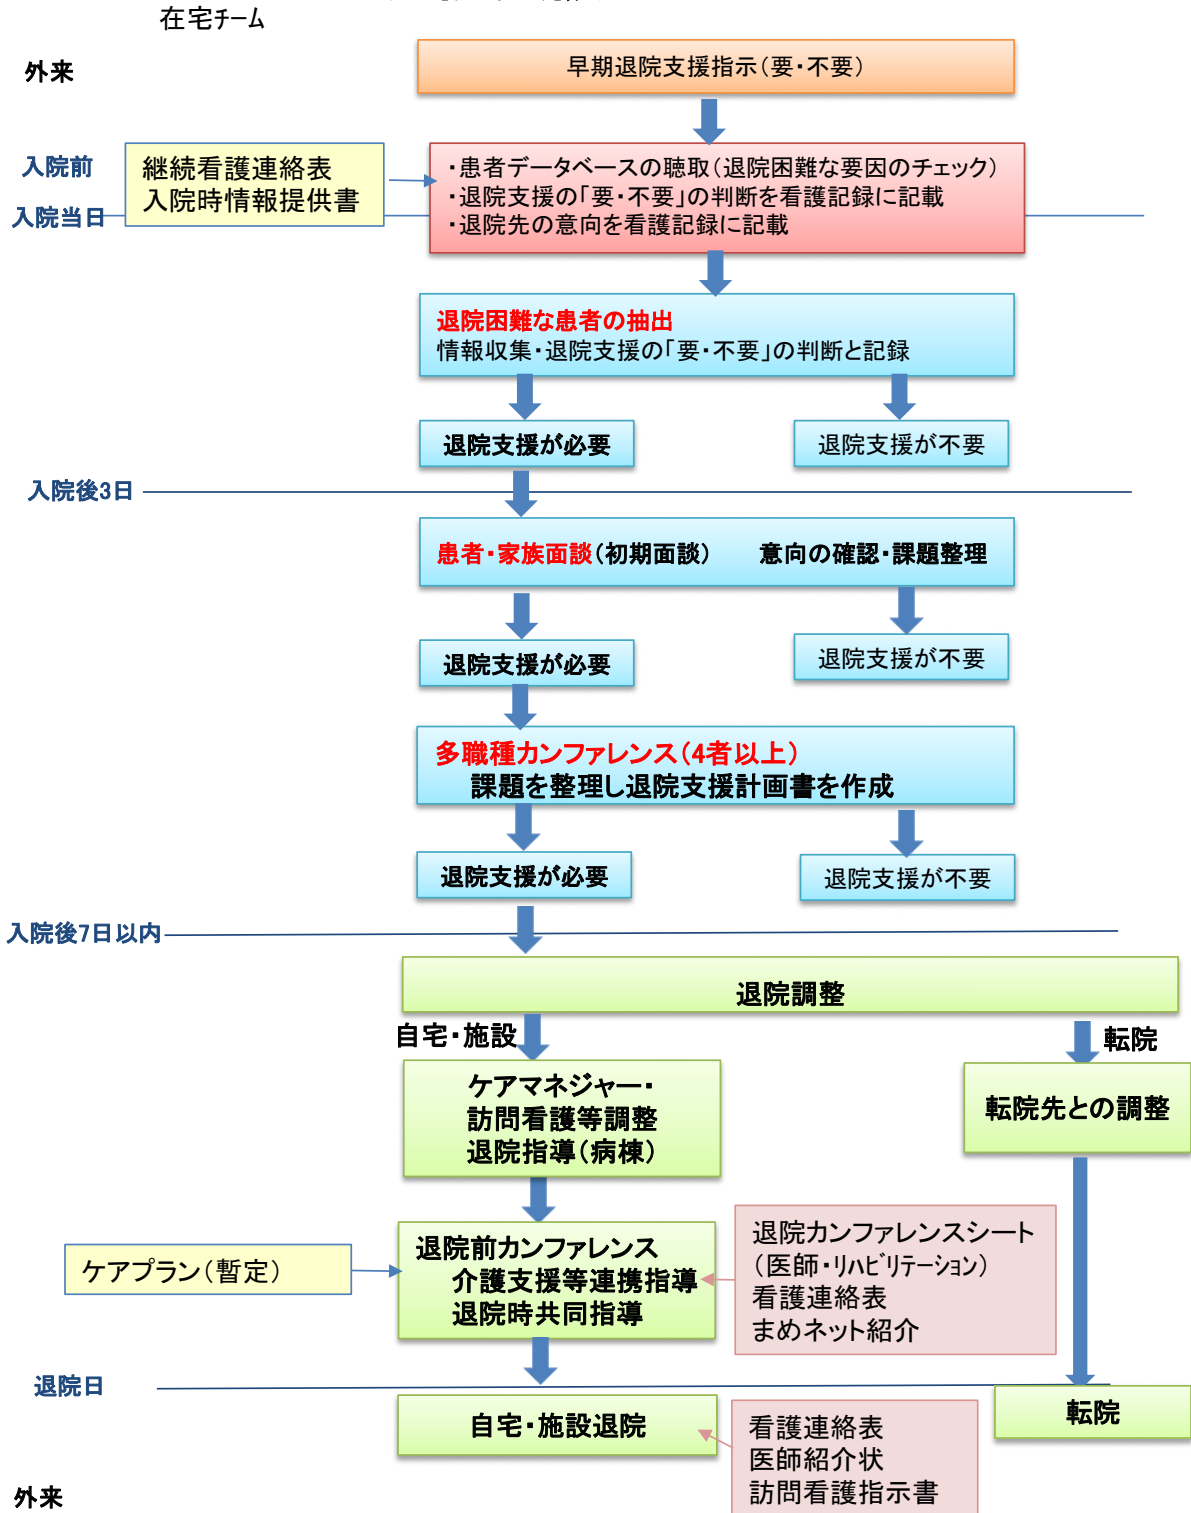 在宅チーム
外来
早期退院支援指示（要・不要）
入院前
継続看護連絡表
入院時情報提供書
・患者データベースの聴取（退院困難な要因のチェック）
・退院支援の「要・不要」の判断を看護記録に記載
・退院先の意向を看護記録に記載
入院当日
退院困難な患者の抽出
情報収集・退院支援の「要・不要」の判断と記録
退院支援が必要
退院支援が不要
入院後3日
患者・家族面談（初期面談）　意向の確認・課題整理
退院支援が必要
退院支援が不要
多職種カンファレンス（4者以上）
課題を整理し退院支援計画書を作成
退院支援が必要
退院支援が不要
入院後7日以内
退院調整
自宅・施設
転院
ケアマネジャー・
訪問看護等調整
退院指導（病棟）
転院先との調整
ケアプラン（暫定）
退院前カンファレンス
介護支援等連携指導
退院時共同指導
退院カンファレンスシート
（医師・ﾘﾊﾋﾞﾘﾃｰｼｮﾝ）
看護連絡表
まめネット紹介
退院日
自宅・施設退院
転院
看護連絡表
医師紹介状
訪問看護指示書
外来